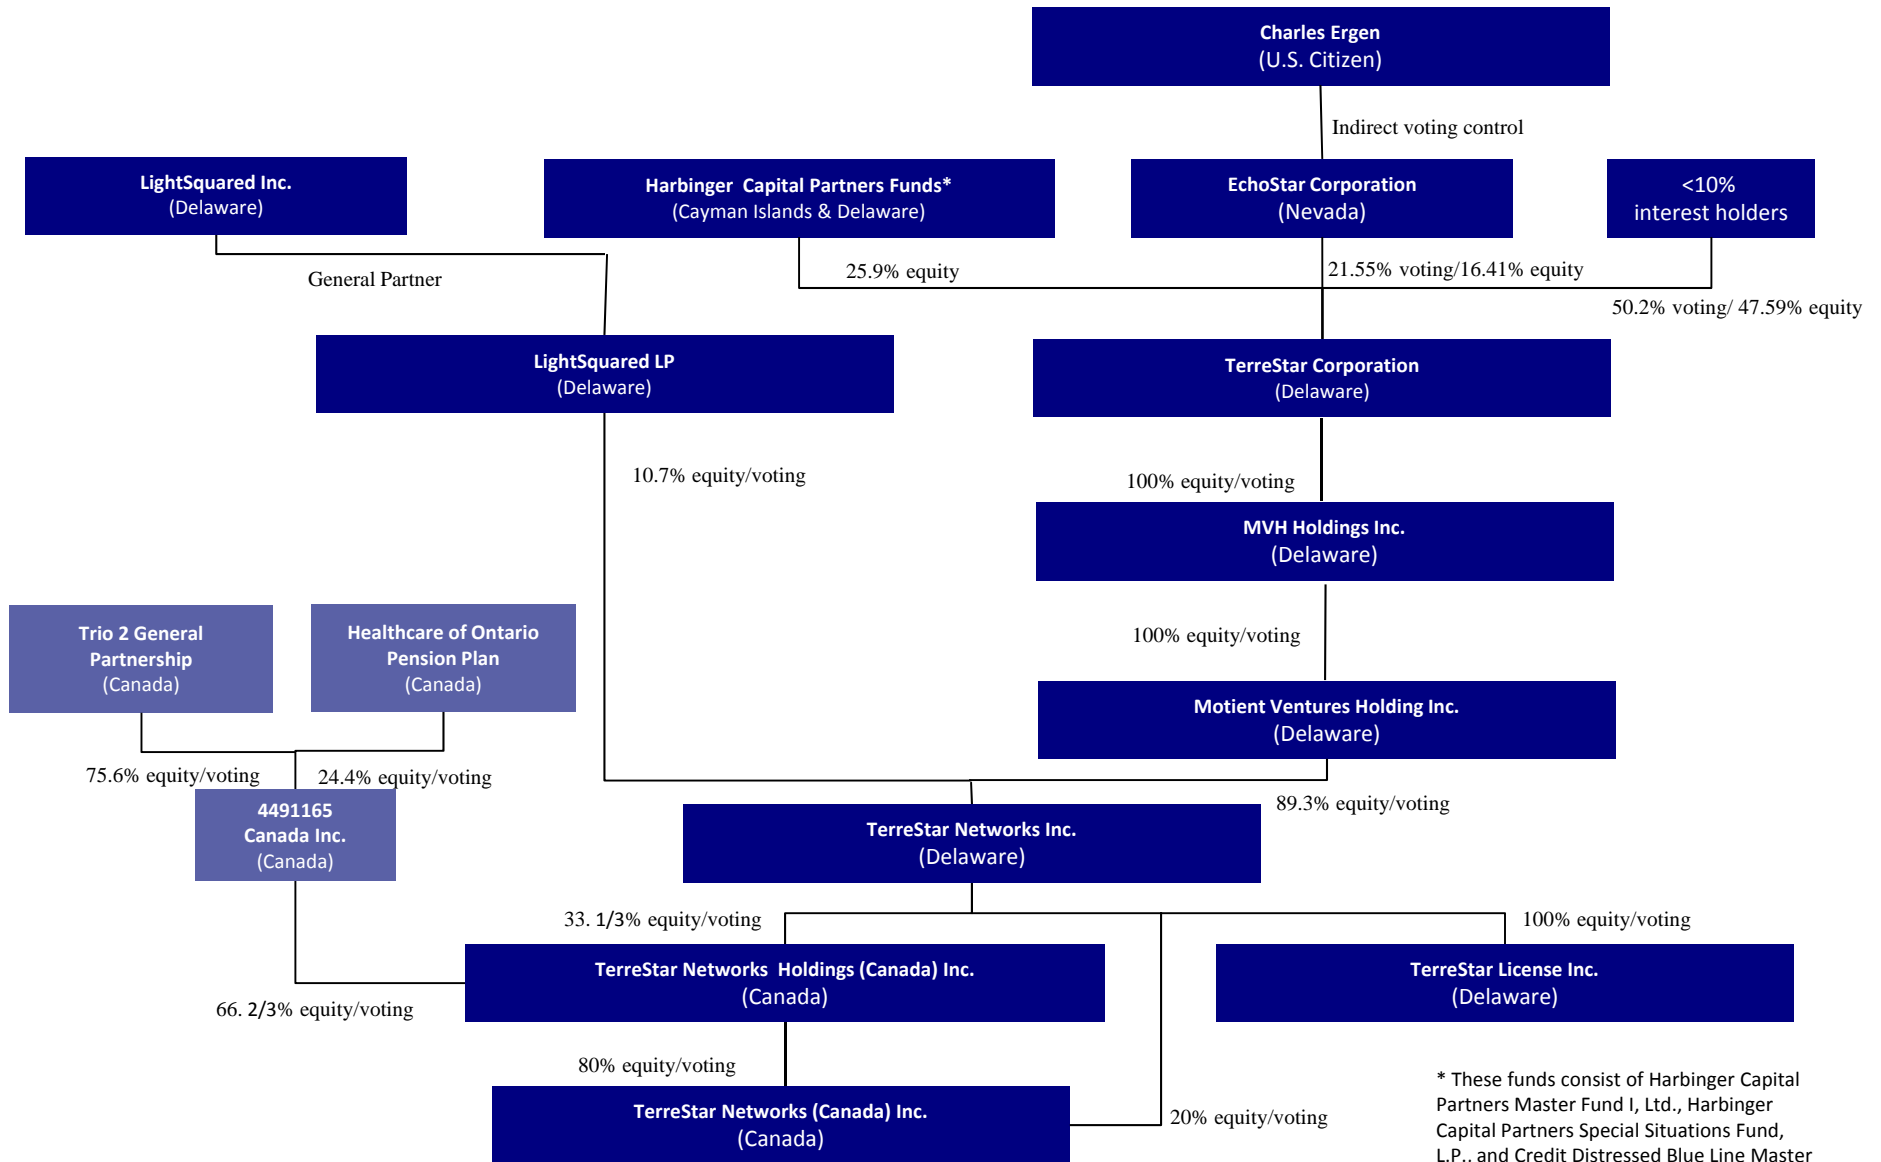 Charles Ergen
(U.S. Citizen)
Indirect voting control
LightSquared Inc.
(Delaware)
Harbinger Capital Partners Funds*
(Cayman Islands & Delaware)
EchoStar Corporation
(Nevada)
<10%
interest holders
General Partner
25.9% equity
21.55% voting/16.41% equity
50.2% voting/ 47.59% equity
LightSquared LP
(Delaware)
TerreStar Corporation
(Delaware)
10.7% equity/voting
100% equity/voting
MVH Holdings Inc.
(Delaware)
100% equity/voting
Trio 2 General
Partnership
(Canada)
Healthcare of Ontario
Pension Plan
(Canada)
Motient Ventures Holding Inc.
(Delaware)
75.6% equity/voting
24.4% equity/voting
89.3% equity/voting
4491165
Canada Inc.
(Canada)
TerreStar Networks Inc.
(Delaware)
33. 1/3% equity/voting
100% equity/voting
66. 2/3% equity/voting
TerreStar Networks Holdings (Canada) Inc.
(Canada)
TerreStar License Inc.
(Delaware)
80% equity/voting
TerreStar Networks (Canada) Inc.
(Canada)
20% equity/voting
* These funds consist of Harbinger Capital
Partners Master Fund I, Ltd., Harbinger
Capital Partners Special Situations Fund,
L.P., and Credit Distressed Blue Line Master